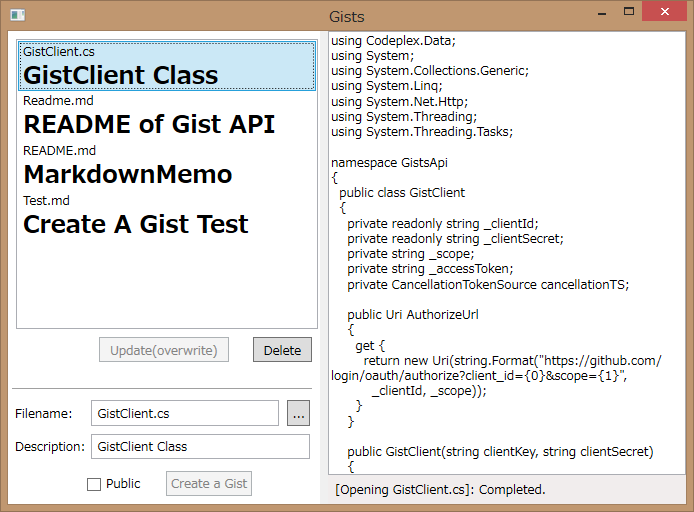 Gists
GistClient.cs
GistClient Class
Readme.md
README of Gist API
README.md
MarkdownMemo
Test.md
Create A Gist Test
Update(overwrite)
Delete
Filename:
GistClient.cs
...
Description:
GistClient Class
Public
Create a Gist
using Codeplex.Data;
using System;
using System.Collections.Generic;
using System.Linq;
using System.Net.Http;
using System.Threading;
using System.Threading.Tasks;
namespace GistsApi
{
public class GistClient
{
private readonly string _clientId;
private readonly string _clientSecret;
private string _scope;
private string _accessToken;
private CancellationTokenSource cancellationTS;
public Uri AuthorizeUrl
{
get {
return new Uri(string.Format("https://github.com/
login/oauth/authorize?client_id={0}&scope={1}",
_clientId, _scope));
}
}
public GistClient(string clientKey, string clientSecret)
{
[Opening GistClient.cs]: Completed.